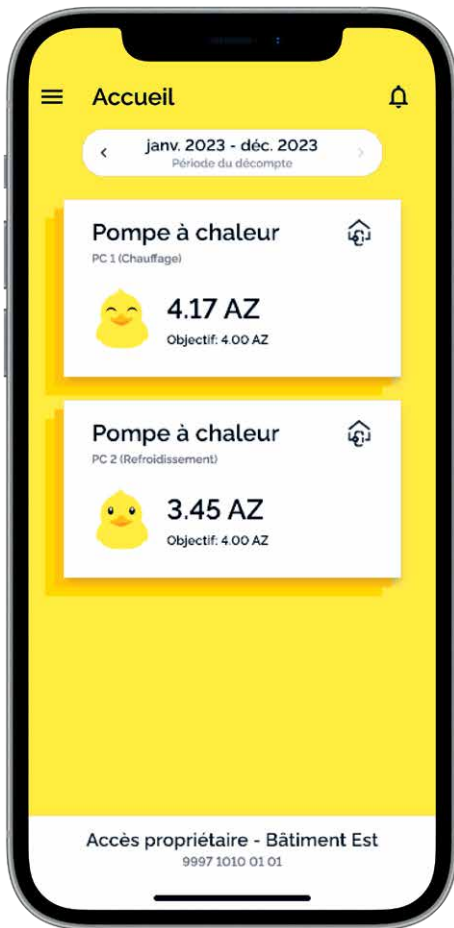 Accueil
janv. 2023 - déc. 2023
Période du décompte
Pompe à chaleur
PC 1 (Chauffage)
4.17 AZ
Objectif: 4.00 AZ
Pompe à chaleur
PC 2 (Refroidissement)
3.45 AZ
Objectif: 4.00 AZ
Accès propriétaire - Bâtiment Est
9997 1010 01 01